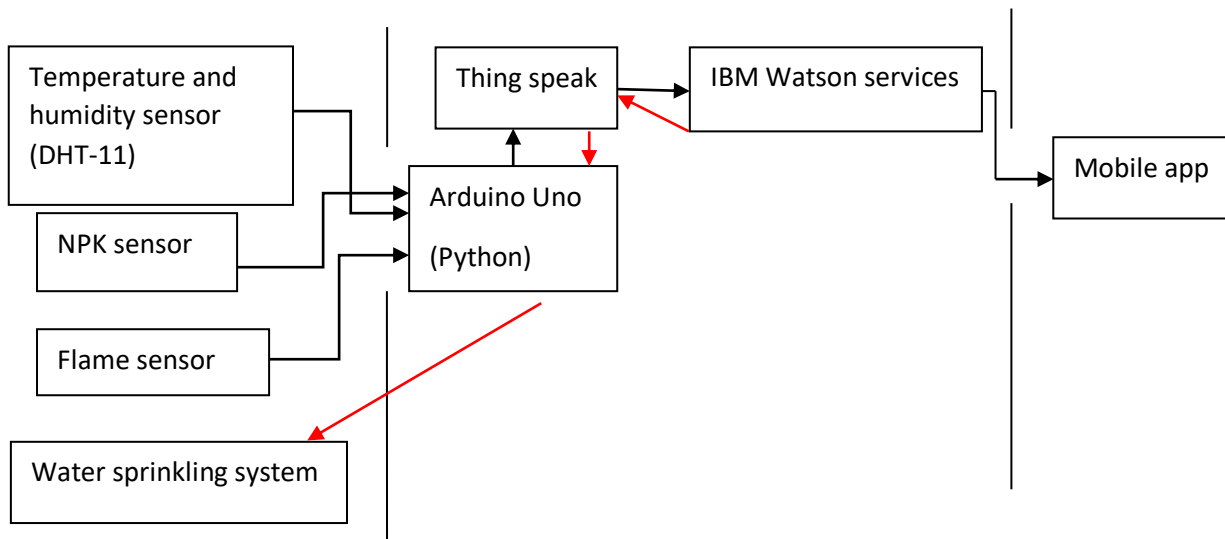 Temperature and
humidity sensor
(DHT-11)
NPK sensor
Flame sensor
Water sprinkling system
Thing speak
Arduino Uno
(Python)
IBM Watson services
Mobile app